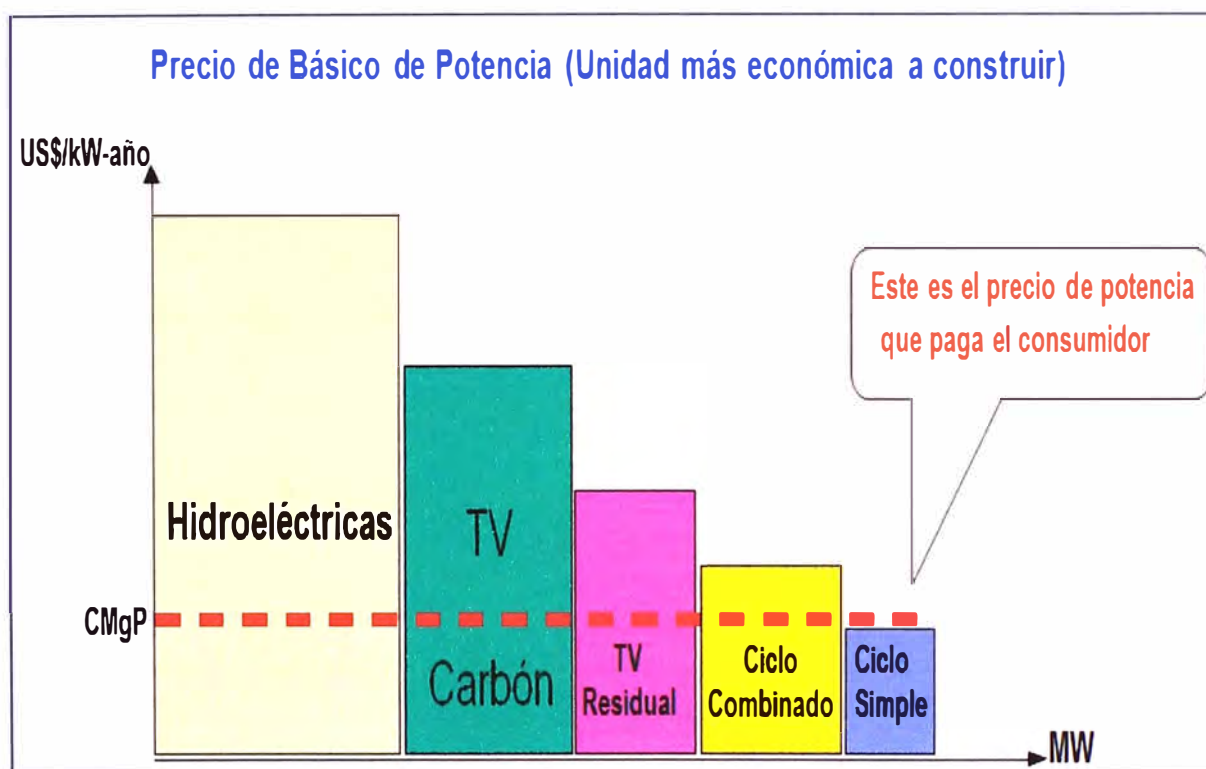 Precio de Básico de Potencia (Unidad más económica a construir)
US$/kW-año
Este es el precio de potencia
que paga el consumidor
Hidroeléctricas
TV
Carbón
CMgP
TV
Residual
Ciclo
Combinado
Ciclo
Simple
MW